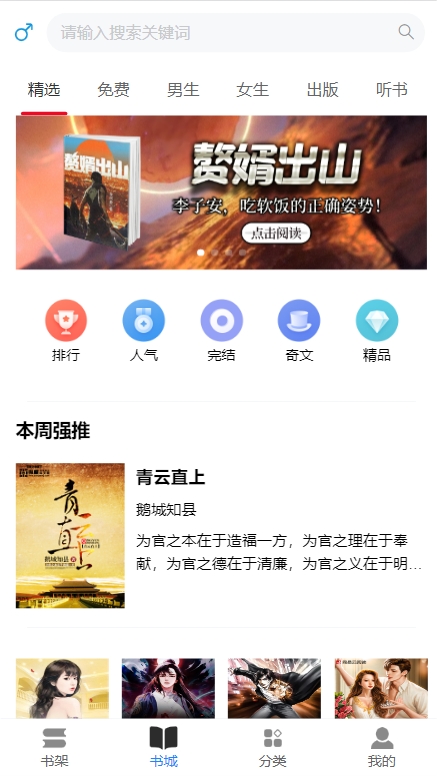 请输入搜索关键词
精选 免费 男生 女生 出版 听书
赘婿出山
赘婿出山
李子安，吃软饭的正确姿势！
点击阅读
排行 人气 完结 奇文 精品
本周强推
青云直上
鹅城知县
为官之本在于造福一方，为官之理在于奉
献，为官之德在于清廉，为官之义在于明…
鹅城知县
书架 书城 分类 我的